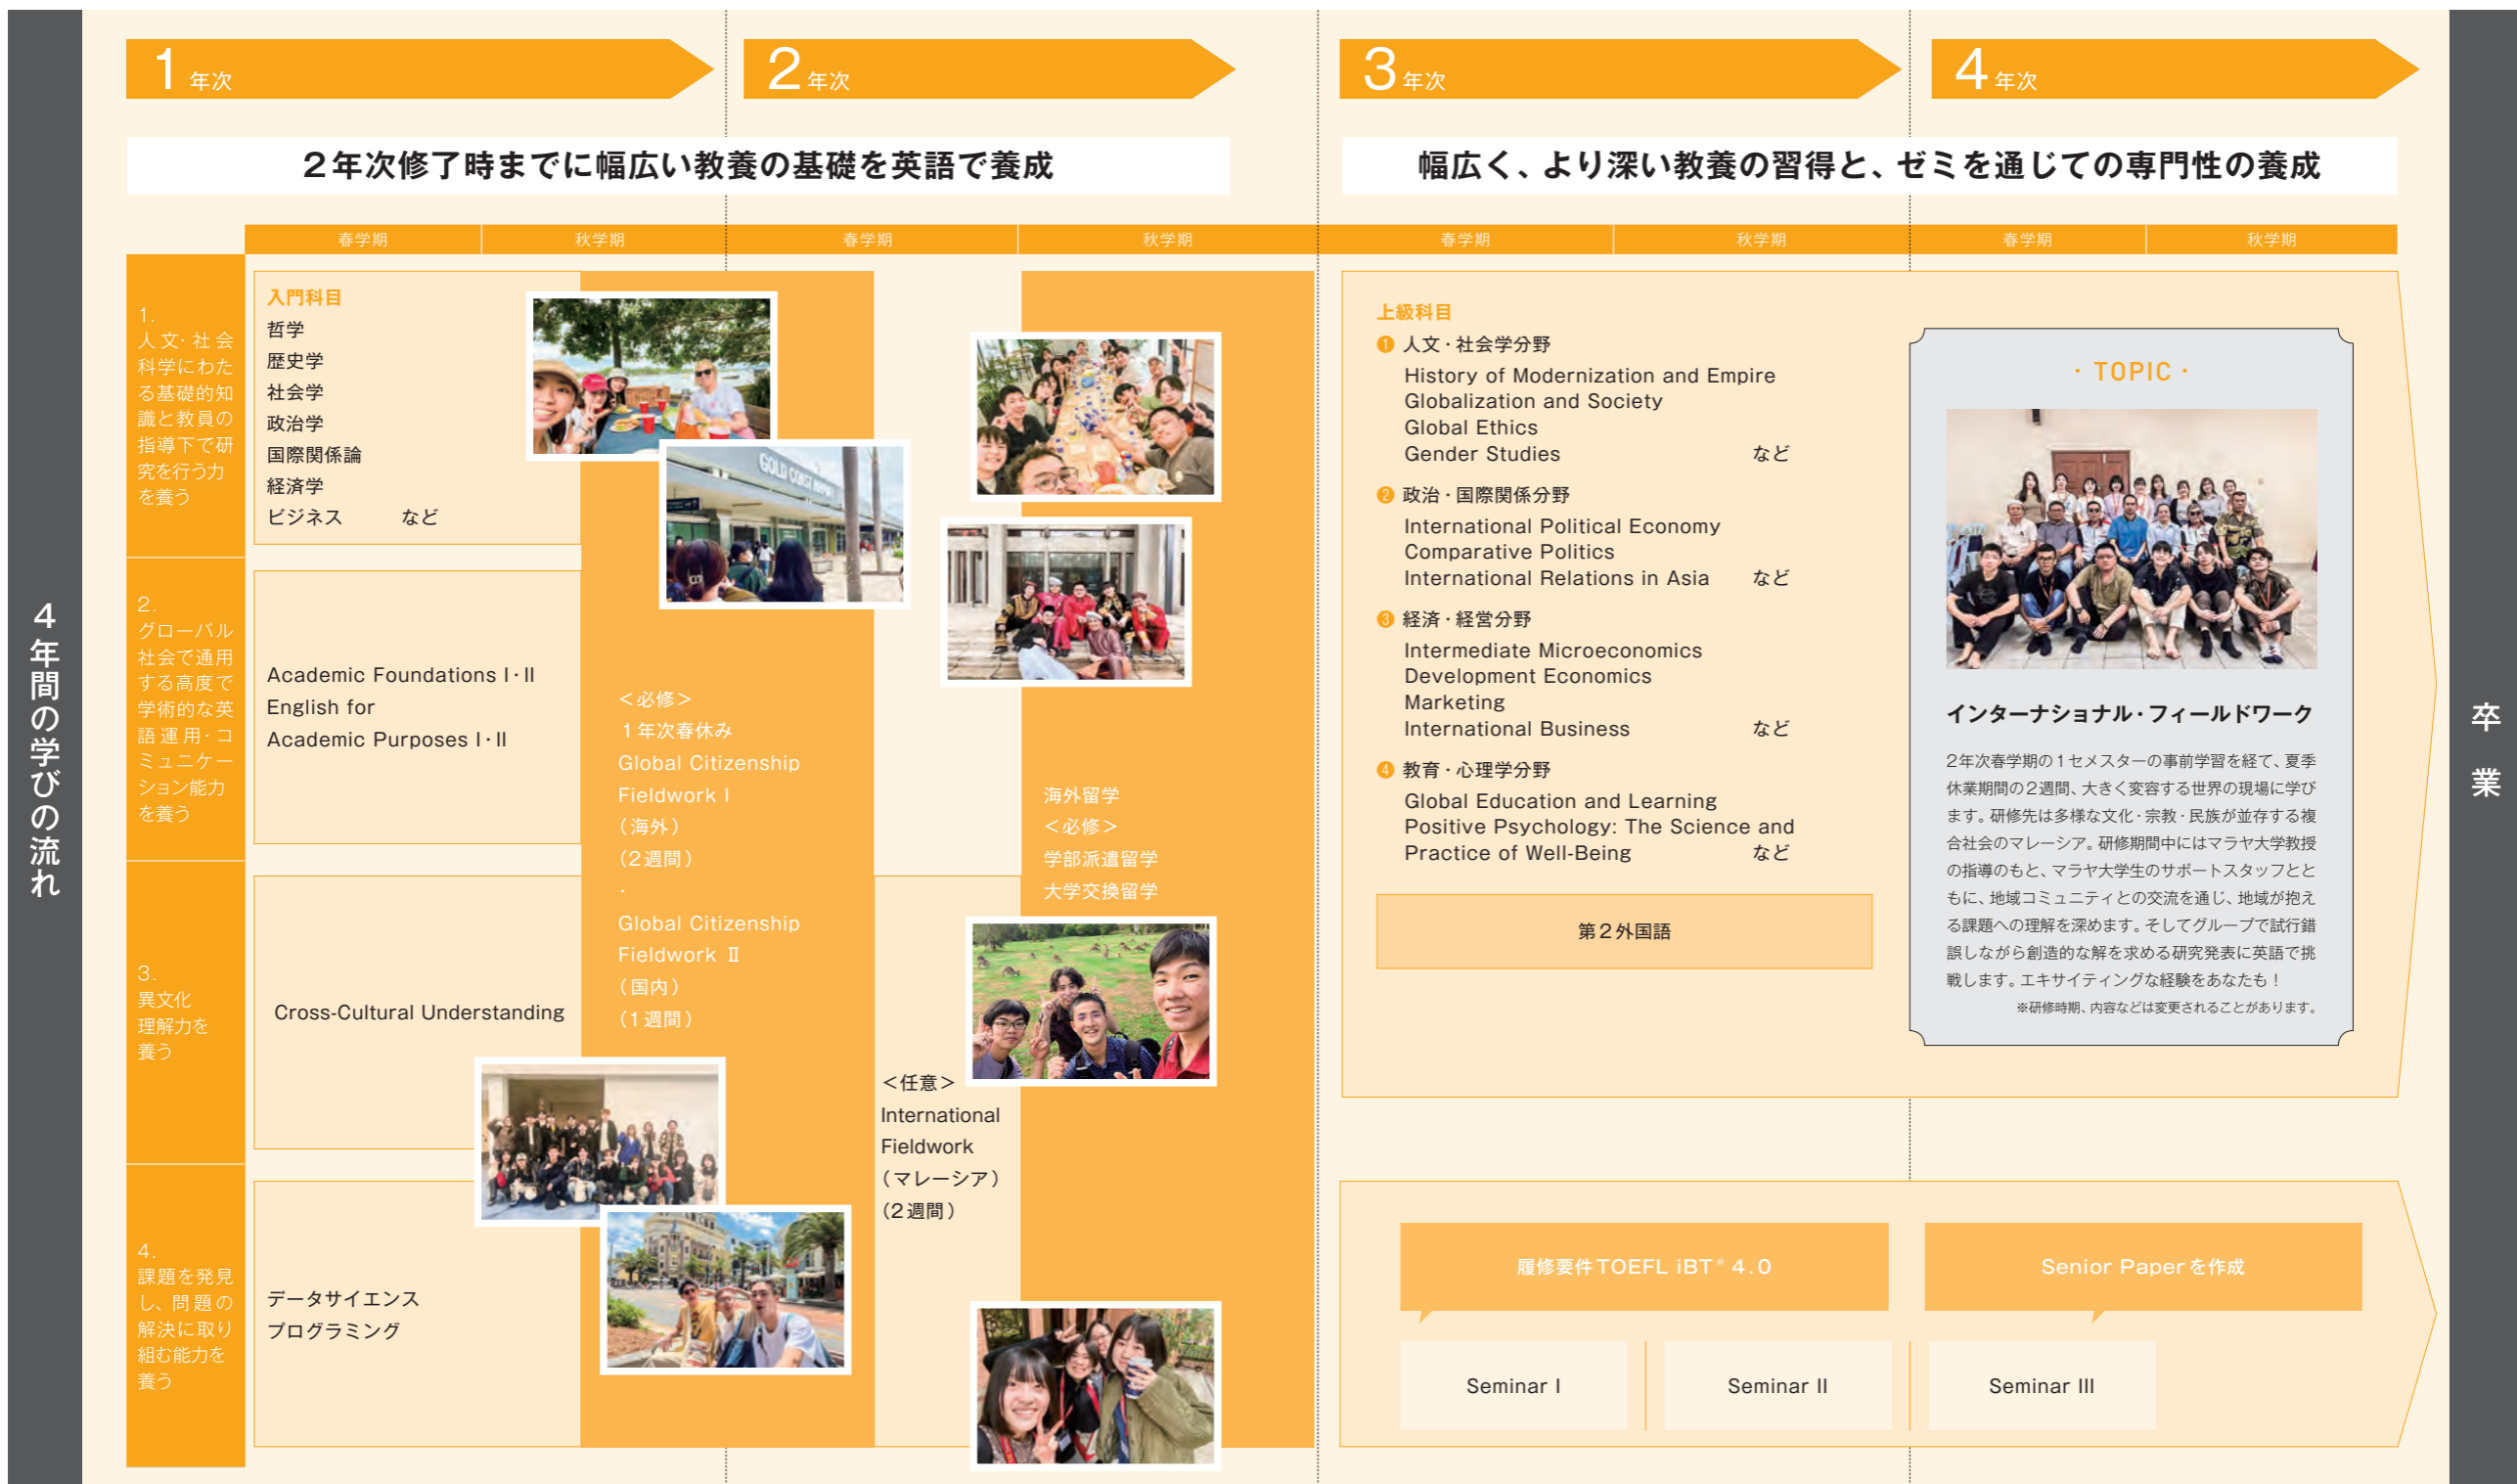 4年間の学びの流れ
1年次
2年次
3年次
4年次
2年次修了時までに幅広い教養の基礎を英語で養成
幅広く、より深い教養の習得と、ゼミを通じての専門性の養成
春学期
秋学期
春学期
秋学期
春学期
秋学期
春学期
秋学期
1.
人文・社会
科学にわた
る基礎的知
識と教員の
指導下で研
究を行う力
を養う
2.
グローバル
社会で通用
する高度で
学術的な英
語運用・コ
ミュニケー
ション能力
を養う
3.
異文化
理解力を
養う
4.
課題を発見
し、問題の
解決に取り
組む能力を
養う
入門科目
哲学
歴史学
社会学
政治学
国際関係論
経済学
ビジネス など
Academic Foundations I・II
English for
Academic Purposes I・II
Cross-Cultural Understanding
データサイエンス
プログラミング
GOLD COAST
<必修>
1年次春休み
Global Citizenship
Fieldwork I
(海外)
(2週間)
・
Global Citizenship
Fieldwork Ⅱ
(国内)
(1週間)
<任意>
International
Fieldwork
(マレーシア)
(2週間)
海外留学
<必修>
学部派遣留学
大学交換留学
上級科目
❶ 人文・社会学分野
History of Modernization and Empire
Globalization and Society
Global Ethics
Gender Studies など
❷ 政治・国際関係分野
International Political Economy
Comparative Politics
International Relations in Asia など
❸ 経済・経営分野
Intermediate Microeconomics
Development Economics
Marketing
International Business など
❹ 教育・心理学分野
Global Education and Learning
Positive Psychology: The Science and
Practice of Well-Being など
第2外国語
・TOPIC・
インターナショナル・フィールドワーク
2年次春学期の1セメスターの事前学習を経て、夏季
休業期間の2週間、大きく変容する世界の現場に学び
ます。研修先は多様な文化・宗教・民族が並存する複
合社会のマレーシア。研修期間中にはマラヤ大学教授
の指導のもと、マラヤ大学生のサポートスタッフとと
もに、地域コミュニティとの交流を通じ、地域が抱え
る課題への理解を深めます。そしてグループで試行錯
誤しながら創造的な解を求める研究発表に英語で挑
戦します。エキサイティングな経験をあなたも!
※研修時期、内容などは変更されることがあります。
履修要件TOEFL iBT® 4.0
Senior Paperを作成
Seminar I
Seminar II
Seminar III
卒業